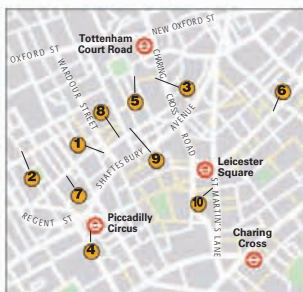 NEW OXFORD ST
Tottenham
Court Road
OXFORD ST
WARDOUR STREET
CHARING CROSS ROAD
3
6
5
8
AVENUE
1
SHAFTESBURY
9
2
Leicester
Square
7
10
ST MARTIN'S LANE
REGENT ST
Piccadilly
Circus
4
Charing
Cross